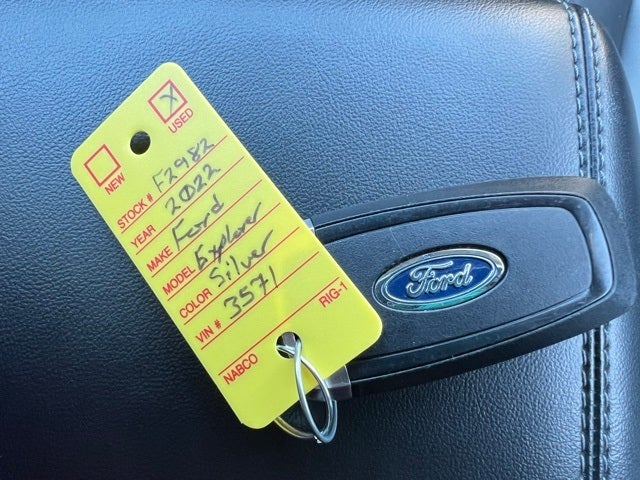 NEW X USED
STOCK # F2982
YEAR 2022
MAKE Ford
MODEL Explorer
COLOR Silver
VIN # 3571
NABCO RIG-1
Ford